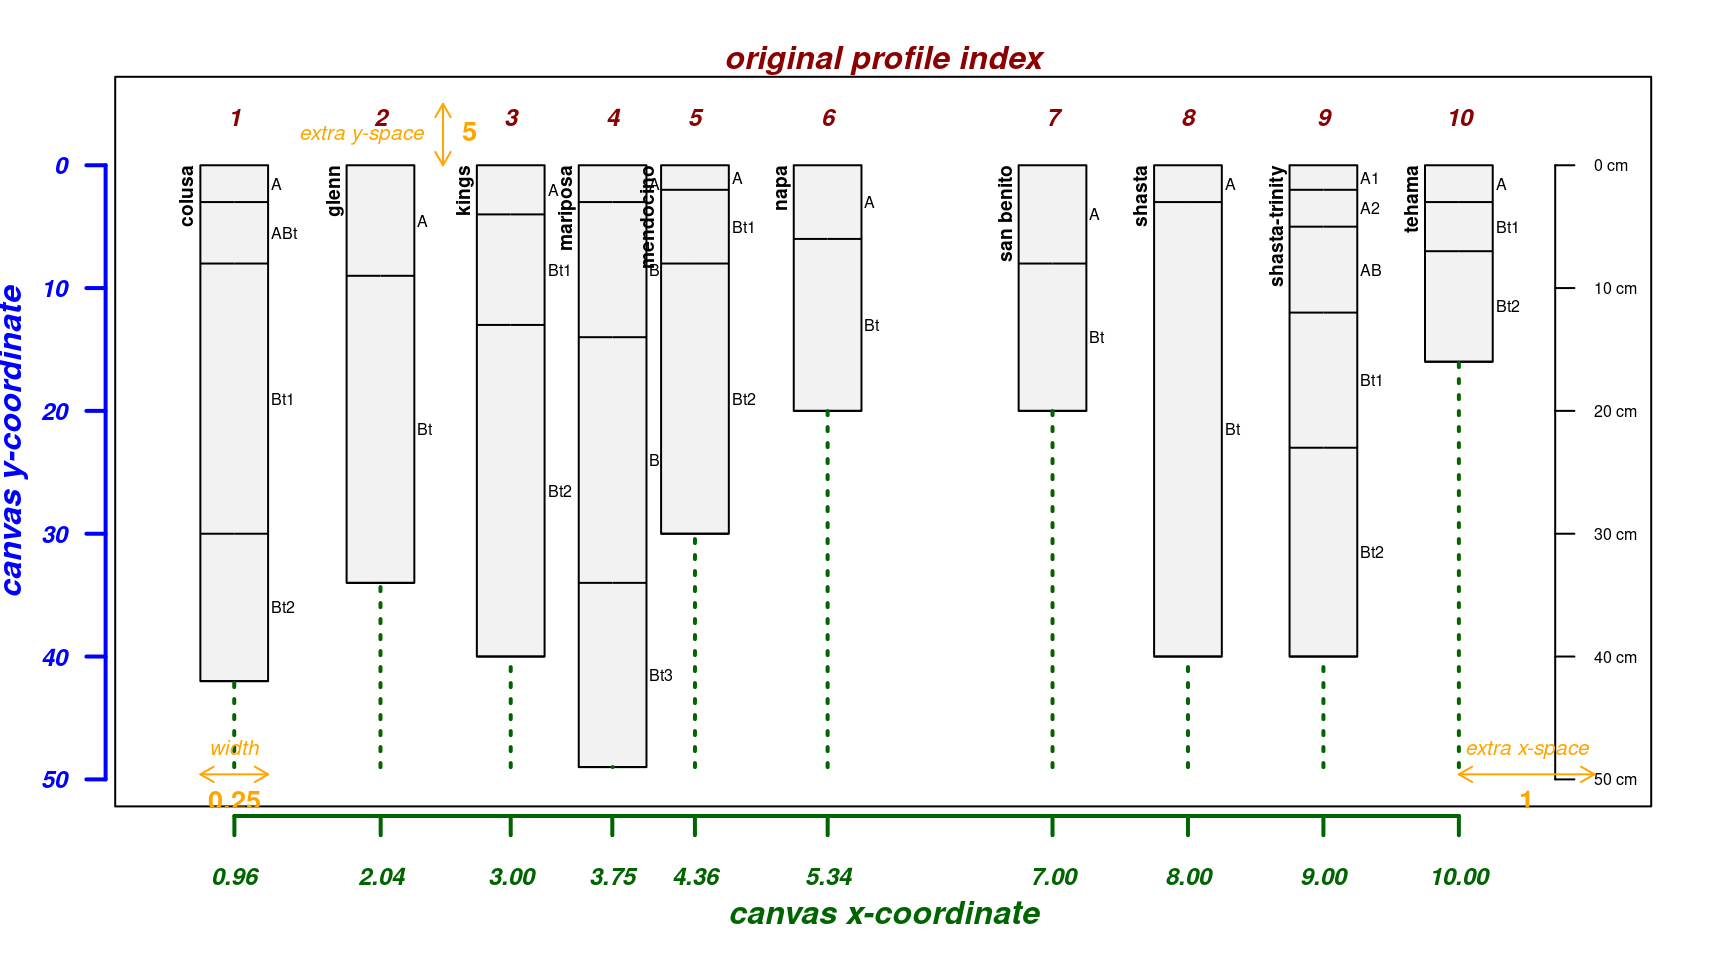 original profile index
1 2 3 4 5 6 7 8 9 10
extra y-space 5
canvas y-coordinate
0
10
20
30
40
50
colusa
A
ABt
Bt1
Bt2
glenn
A
Bt
kings
A
Bt1
Bt2
mariposa
A
B
B
Bt3
mendocino
A
Bt1
Bt2
napa
A
Bt
san benito
A
Bt
shasta
A
Bt
shasta-trinity
A1
A2
AB
Bt1
Bt2
tehama
A
Bt1
Bt2
0 cm
10 cm
20 cm
30 cm
40 cm
50 cm
width
0.25
extra x-space
1
0.96 2.04 3.00 3.75 4.36 5.34 7.00 8.00 9.00 10.00
canvas x-coordinate